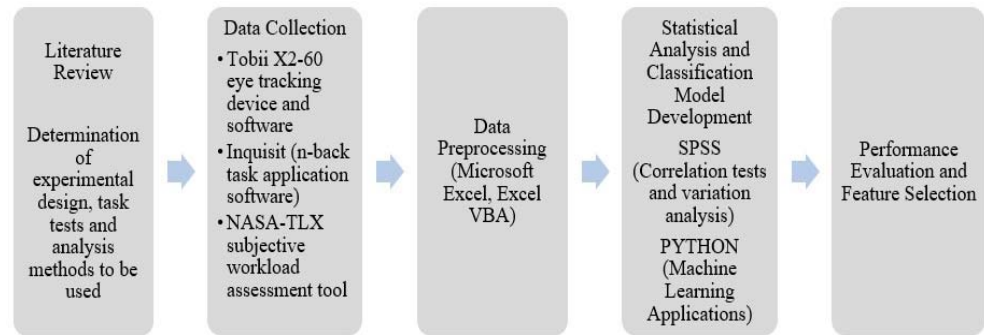 Literature
Review
Determination
of
experimental
design, task
tests and
analysis
methods to be
used
Data Collection
• Tobii X2-60
eye tracking
device and
software
• Inquisit (n-back
task application
software)
• NASA-TLX
subjective
workload
assessment tool
Data
Preprocessing
(Microsoft
Excel, Excel
VBA)
Statistical
Analysis and
Classification
Model
Development
SPSS
(Correlation tests
and variation
analysis)
PYTHON
(Machine
Learning
Applications)
Performance
Evaluation and
Feature Selection